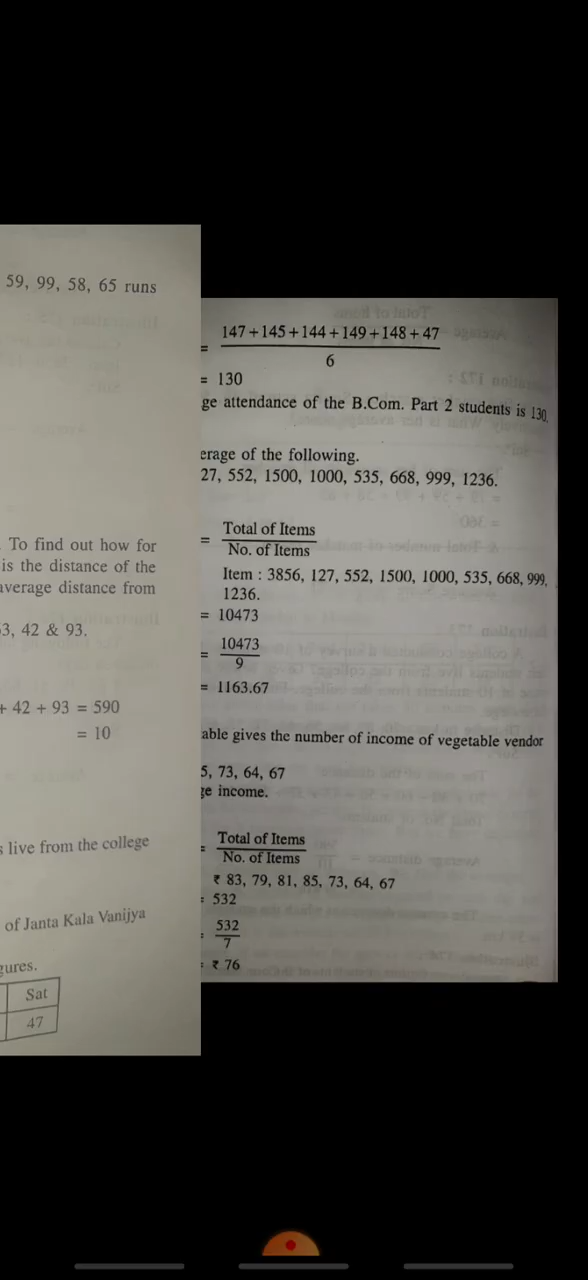 59, 99, 58, 65 runs
. To find out how for
is the distance of the
average distance from
53, 42 & 93.
+ 42 + 93 = 590
= 10
s live from the college
of Janta Kala Vanijya
gures.
Sat
47
= 147+145+144+149+148+47
6
= 130
ge attendance of the B.Com. Part 2 students is 130.
erage of the following.
27, 552, 1500, 1000, 535, 668, 999, 1236.
= Total of Items
No. of Items
Item : 3856, 127, 552, 1500, 1000, 535, 668, 999,
1236.
= 10473
= 10473
9
= 1163.67
able gives the number of income of vegetable vendor
5, 73, 64, 67
ge income.
= Total of Items
No. of Items
₹ 83, 79, 81, 85, 73, 64, 67
= 532
= 532
7
= ₹ 76